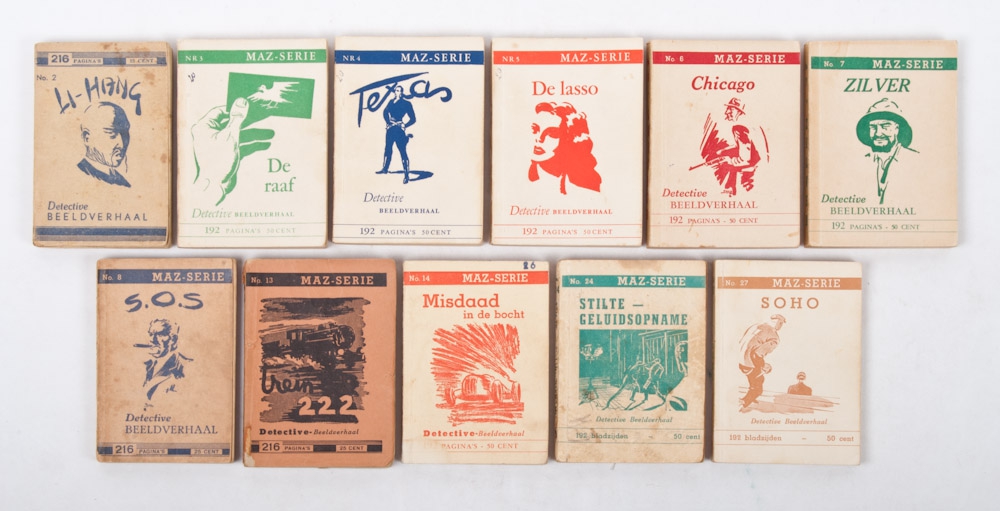 216 PAGINA'S 25 CENT
No. 2
LI-HANG
Detective
BEELDVERHAAL
MAZ-SERIE
NR 3
De
raaf
Detective BEELDVERHAAL
192 PAGINA'S 50 CENT
NR 4 MAZ-SERIE
Texas
Detective
BEELDVERHAAL
192 PAGINA'S 50 CENT
NR 5 MAZ-SERIE
De lasso
Detective BEELDVERHAAL
192 PAGINA'S 50 CENT
No 6 MAZ-SERIE
Chicago
Detective
BEELDVERHAAL
192 PAGINA'S - 50 CENT
No 7 MAZ-SERIE
ZILVER
Detective
BEELDVERHAAL
192 PAGINA'S - 50 CENT
No. 8 MAZ-SERIE
S.O.S
Detective
BEELDVERHAAL
216 PAGINA'S 25 CENT
No. 13 MAZ-SERIE
trein
222
Detective-Beeldverhaal
216 PAGINA'S 25 CENT
26
No. 14 MAZ-SERIE
Misdaad
in de bocht
Detective-Beeldverhaal
PAGINA'S - 50 CENT
No. 24 MAZ-SERIE
STILTE —
GELUIDSOPNAME
Detective Beeldverhaal
192 bladzijden 50 cent
No. 27 MAZ-SERIE
SOHO
Detective Beeldverhaal
192 bladzijden - 50 cent